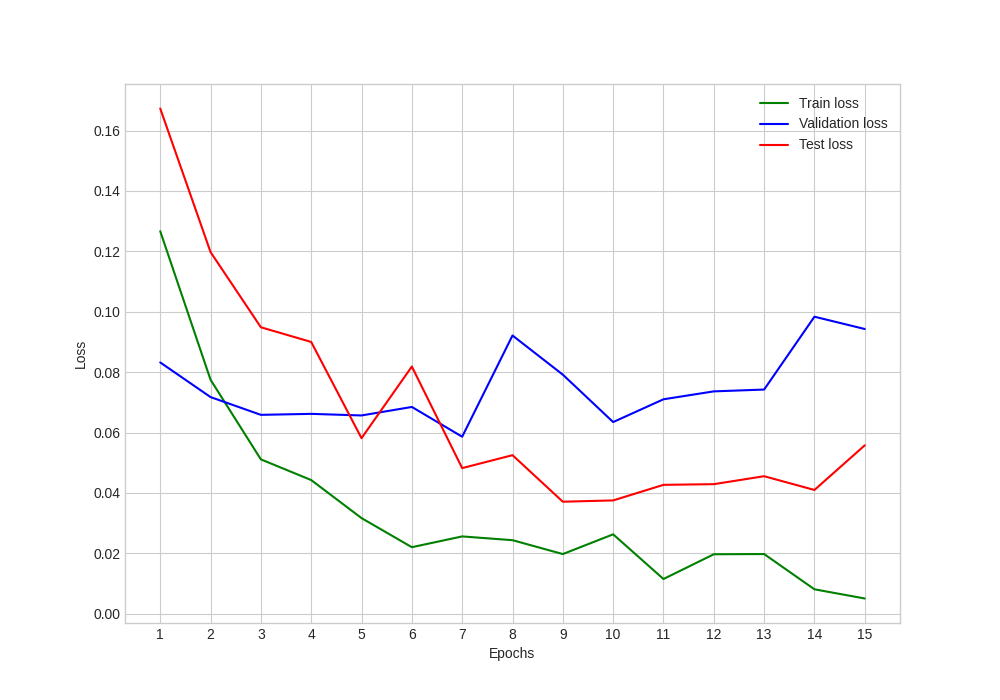 Train loss
Validation loss
Test loss
0.16
0.14
0.12
0.10
0.08
0.06
0.04
0.02
0.00
Loss
1 2 3 4 5 6 7 8 9 10 11 12 13 14 15
Epochs